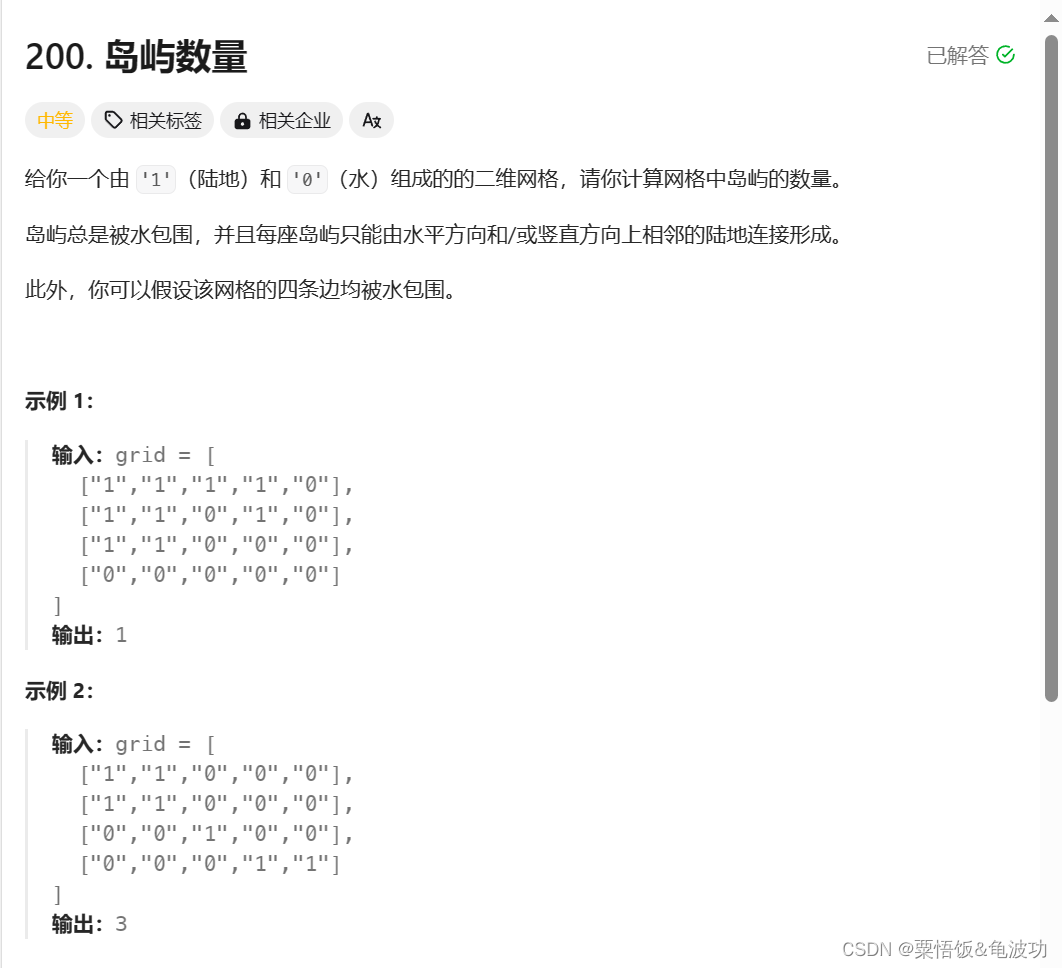 200. 岛屿数量
已解答
中等
相关标签
相关企业
给你一个由 '1'（陆地）和 '0'（水）组成的的二维网格，请你计算网格中岛屿的数量。
岛屿总是被水包围，并且每座岛屿只能由水平方向和/或竖直方向上相邻的陆地连接形成。
此外，你可以假设该网格的四条边均被水包围。
示例 1：
输入：grid = [
["1","1","1","1","0"],
["1","1","0","1","0"],
["1","1","0","0","0"],
["0","0","0","0","0"]
]
输出：1
示例 2：
输入：grid = [
["1","1","0","0","0"],
["1","1","0","0","0"],
["0","0","1","0","0"],
["0","0","0","1","1"]
]
输出：3
CSDN @粟悟饭&龟波功